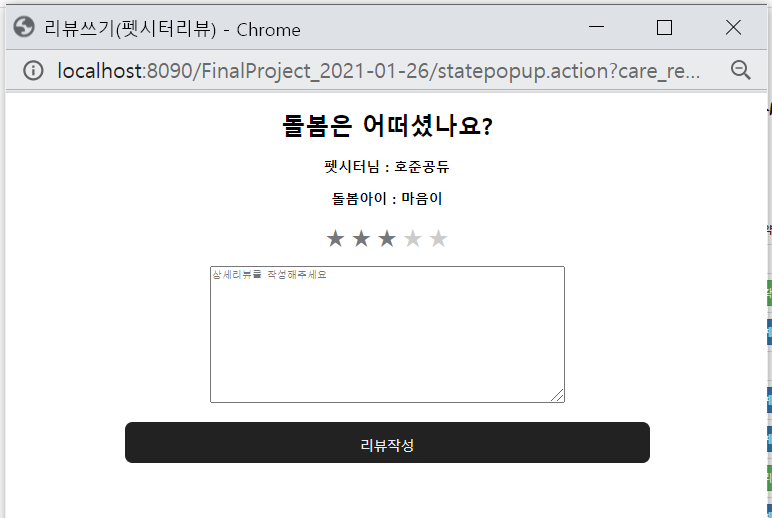 리뷰쓰기(펫시터리뷰) - Chrome
localhost:8090/FinalProject_2021-01-26/statepopup.action?care_re...
돌봄은 어떠셨나요?
펫시터님 : 호준공듀
돌봄아이 : 마음이
★ ★ ★ ★ ★
상세리뷰를 작성해주세요
리뷰작성